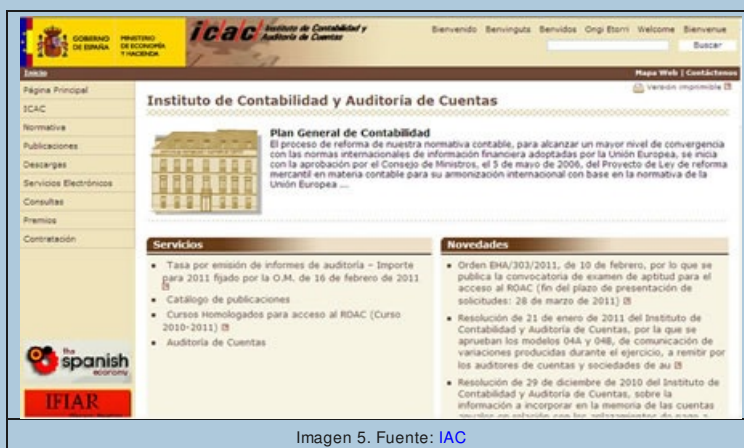 GOBIERNO DE ESPAÑA
MINISTERIO DE ECONOMÍA Y HACIENDA
icac Instituto de Contabilidad y Auditoría de Cuentas
Bienvenido Benvinguts Benvidos Ongi Etorri Welcome Bienvenue
Buscar
Inicio
Mapa Web | Contáctenos
Versión imprimible
Página Principal
ICAC
Normativa
Publicaciones
Descargas
Servicios Electrónicos
Consultas
Premios
Contratación
the spanish economy
IFIAR
Instituto de Contabilidad y Auditoría de Cuentas
Plan General de Contabilidad
El proceso de reforma de nuestra normativa contable, para alcanzar un mayor nivel de convergencia
con las normas internacionales de información financiera adoptadas por la Unión Europea, se inicia
con la aprobación por el Consejo de Ministros, el 5 de mayo de 2006, del Proyecto de Ley de reforma
mercantil en materia contable para su armonización internacional con base en la normativa de la
Unión Europea ...
Servicios
Tasa por emisión de informes de auditoría – Importe
para 2011 fijado por la O.M. de 16 de febrero de 2011
Catálogo de publicaciones
Cursos Homologados para acceso al ROAC (Curso
2010-2011)
Auditoría de Cuentas
Novedades
Orden EHA/303/2011, de 10 de febrero, por lo que se
publica la convocatoria de examen de aptitud para el
acceso al ROAC (fin del plazo de presentación de
solicitudes: 28 de marzo de 2011)
Resolución de 21 de enero de 2011 del Instituto de
Contabilidad y Auditoría de Cuentas, por la que se
aprueban los modelos 04A y 04B, de comunicación de
variaciones producidas durante el ejercicio, a remitir por
los auditores de cuentas y sociedades de au
Resolución de 29 de diciembre de 2010 del Instituto de
Contabilidad y Auditoría de Cuentas, sobre la
información a incorporar en la memoria de las cuentas
anuales en relación con los aplazamientos de pago a
Imagen 5. Fuente: IAC